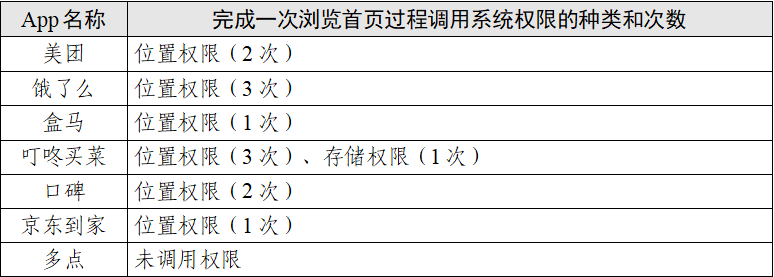 App名称 完成一次浏览首页过程调用系统权限的种类和次数
美团 位置权限（2次）
饿了么 位置权限（3次）
盒马 位置权限（1次）
叮咚买菜 位置权限（3次）、存储权限（1次）
口碑 位置权限（2次）
京东到家 位置权限（1次）
多点 未调用权限